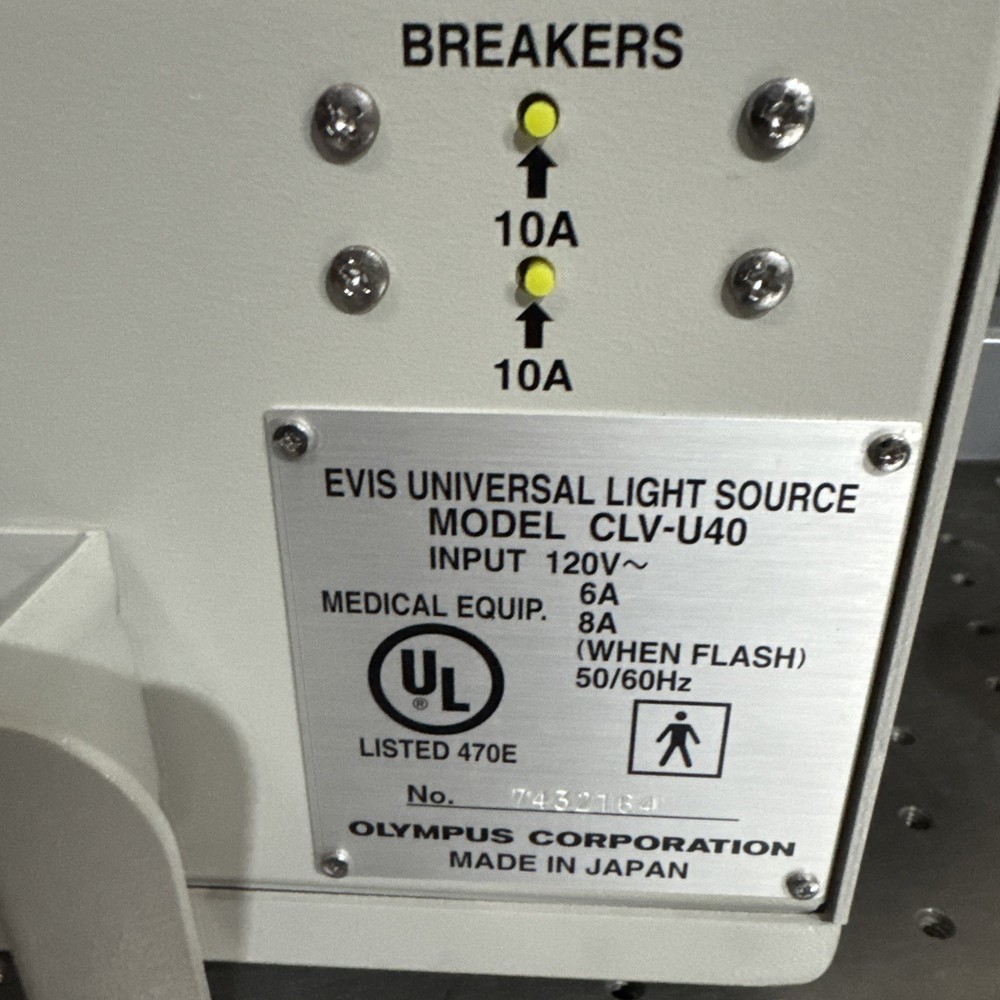 BREAKERS
10A
10A
EVIS UNIVERSAL LIGHT SOURCE
MODEL CLV-U40
INPUT 120V~
6A
MEDICAL EQUIP.
8A
(WHEN FLASH)
50/60Hz
UL
®
LISTED 470E
No. 7432164
OLYMPUS CORPORATION
MADE IN JAPAN